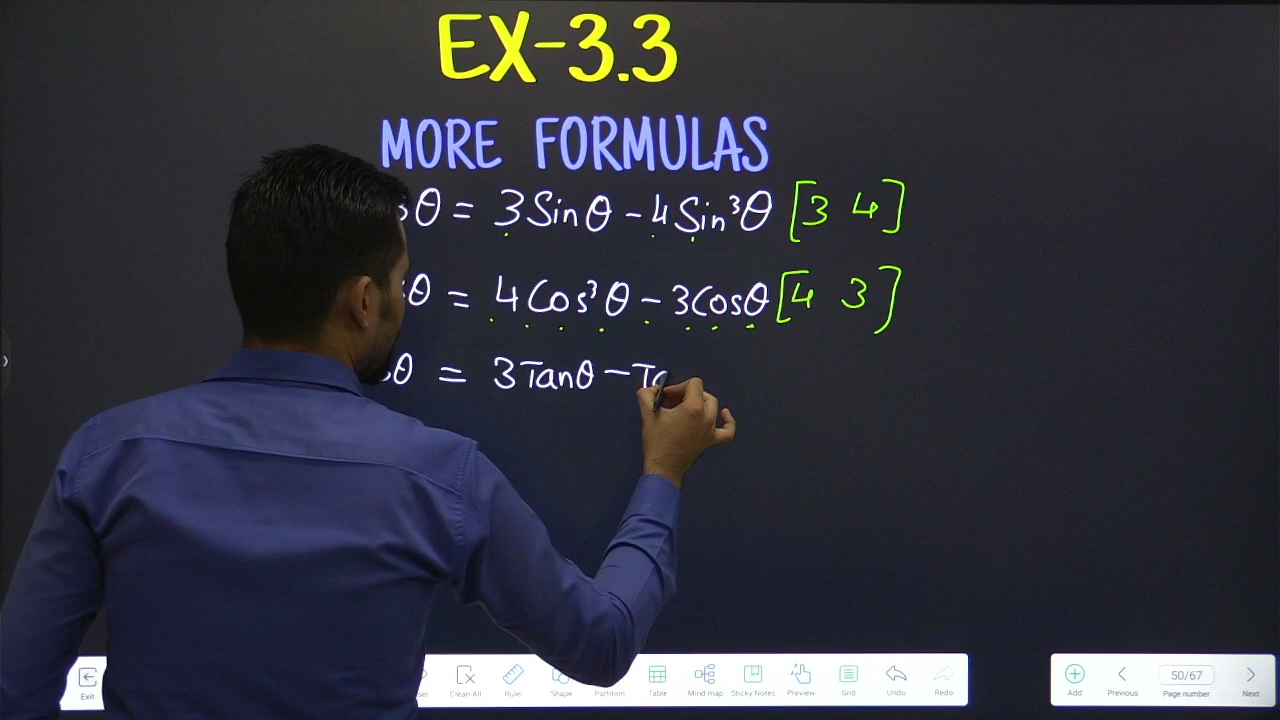 EX-3.3
MORE FORMULAS
θ = 3Sinθ - 4Sin³θ [3 4]
θ = 4Cos³θ - 3Cosθ [4 3]
θ = 3Tanθ - Ta
Exit
Clean All
Ruler
Shape
Partition
Table
Mind map
Sticky Notes
Preview
Grid
Undo
Redo
Add
Previous
50/67
Page number
Next